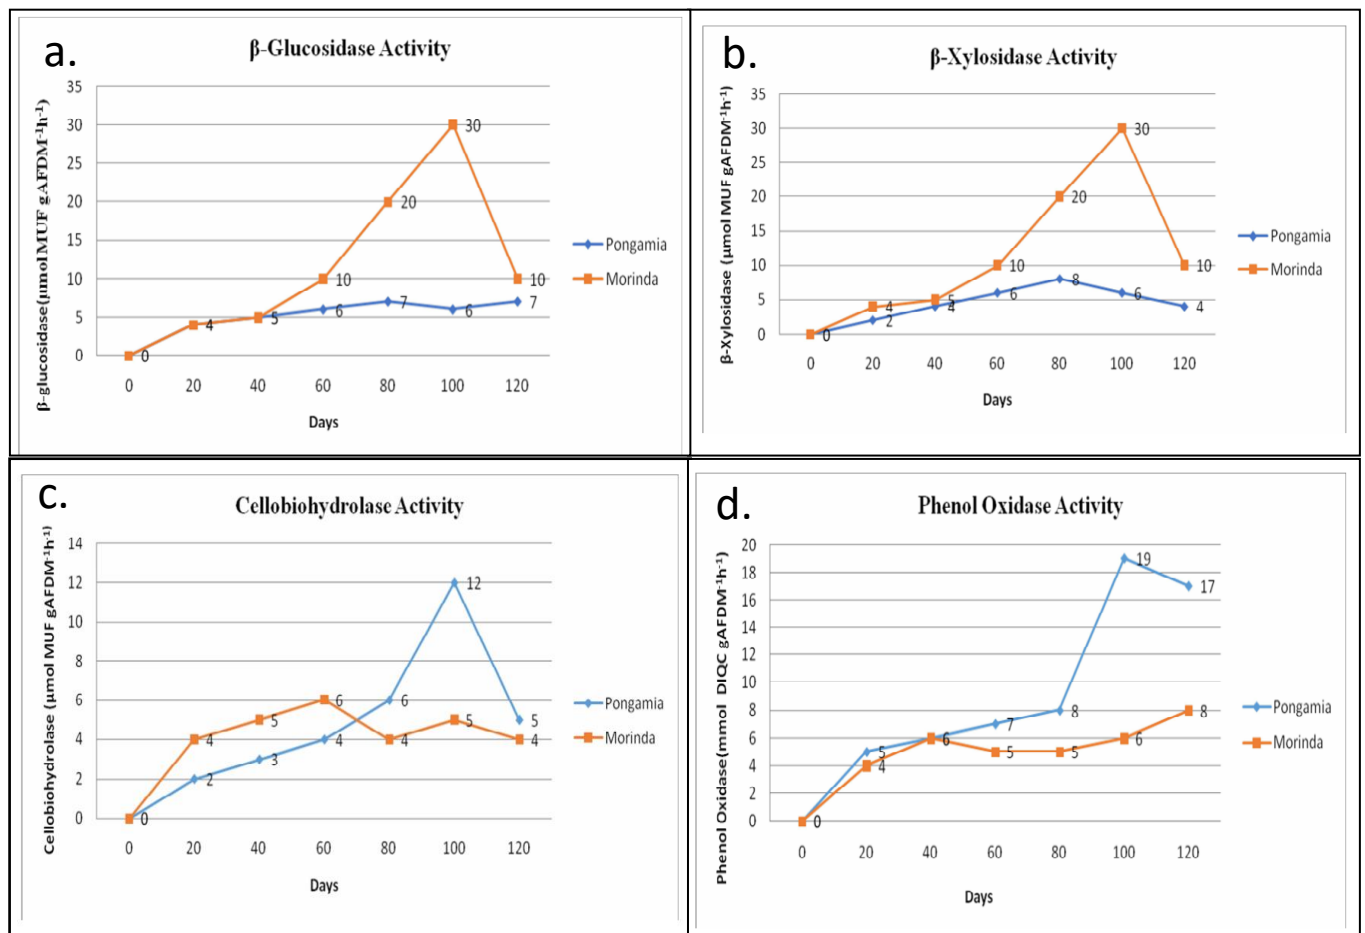 a.
β-Glucosidase Activity
β-glucosidase(µmol MUF gAFDM⁻¹h⁻¹)
35
30
25
20
15
10
5
0
0 4 5 6 7 6 7
10 20 30 10
0 20 40 60 80 100 120
Days
Pongamia
Morinda
b.
β-Xylosidase Activity
β-Xylosidase (µmol MUF gAFDM⁻¹h⁻¹)
35
30
25
20
15
10
5
0
0 2 4 6 8 6 4
0 4 5 10 20 30 10
0 20 40 60 80 100 120
Days
Pongamia
Morinda
c.
Cellobiohydrolase Activity
Cellobiohydrolase (µmol MUF gAFDM⁻¹h⁻¹)
14
12
10
8
6
4
2
0
0 2 3 4 6 12 5
0 4 5 6 4 5 4
0 20 40 60 80 100 120
Days
Pongamia
Morinda
d.
Phenol Oxidase Activity
Phenol Oxidase(mmol DIQC gAFDM⁻¹h⁻¹)
20
18
16
14
12
10
8
6
4
2
0
0 5 6 7 8 19 17
0 4 6 5 5 6 8
0 20 40 60 80 100 120
Days
Pongamia
Morinda